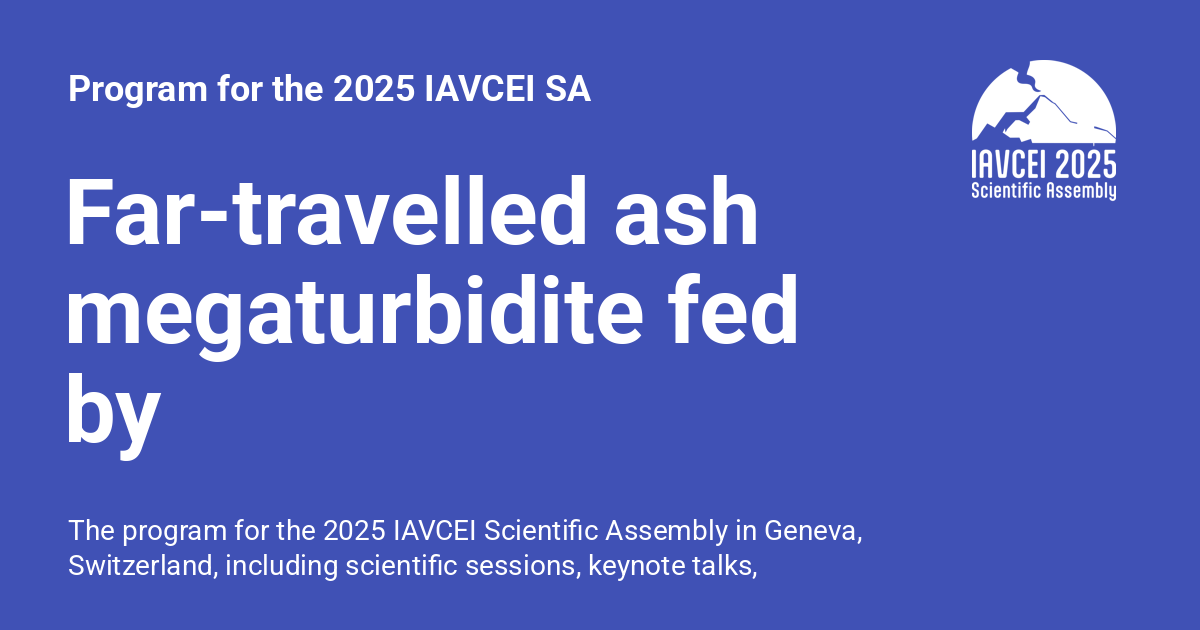 Program for the 2025 IAVCEI SA
IAVCEI 2025
Scientific Assembly
Far-travelled ash
megaturbidite fed
by
The program for the 2025 IAVCEI Scientific Assembly in Geneva,
Switzerland, including scientific sessions, keynote talks,